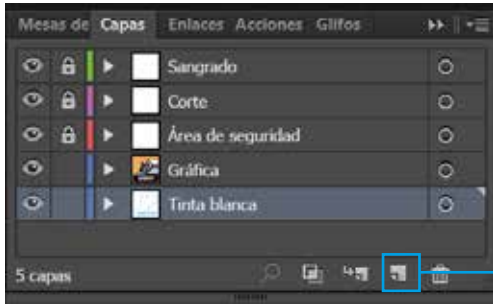 Mesas de Capas Enlaces Acciones Glifos
Sangrado
Corte
Área de seguridad
Gráfica
Tinta blanca
5 capas